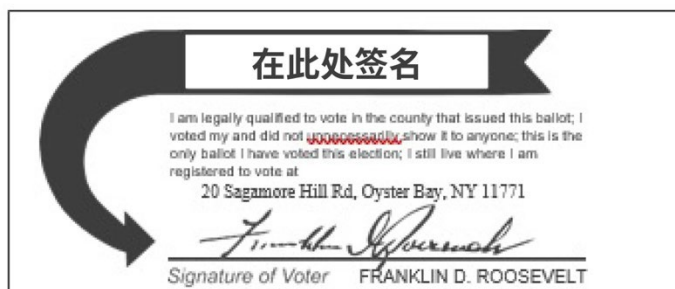 在此处签名
I am legally qualified to vote in the county that issued this ballot; I
voted my and did not unnecessarily show it to anyone; this is the
only ballot I have voted this election; I still live where I am
registered to vote at
20 Sagamore Hill Rd, Oyster Bay, NY 11771
Signature of Voter FRANKLIN D. ROOSEVELT